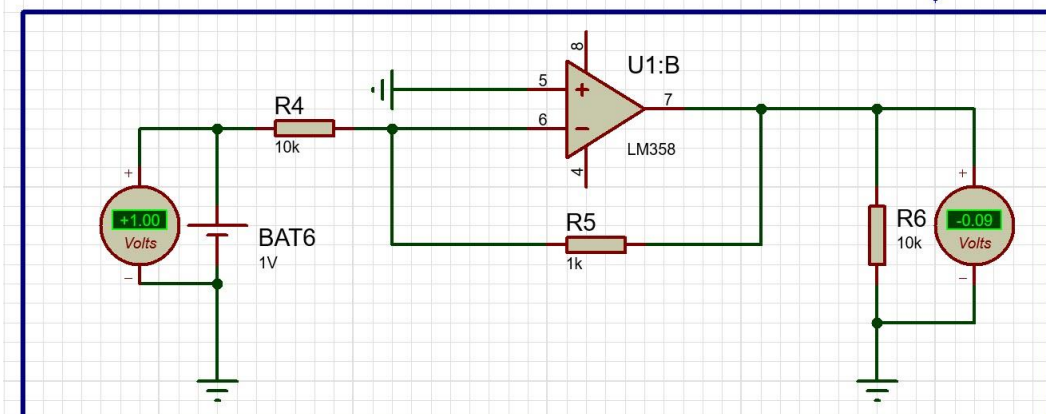 8
U1:B
5
+
R4
7
6
−
10k
LM358
4
+
+
+1.00
Volts
R5
R6
-0.09
Volts
BAT6
10k
1V
1k
−
−